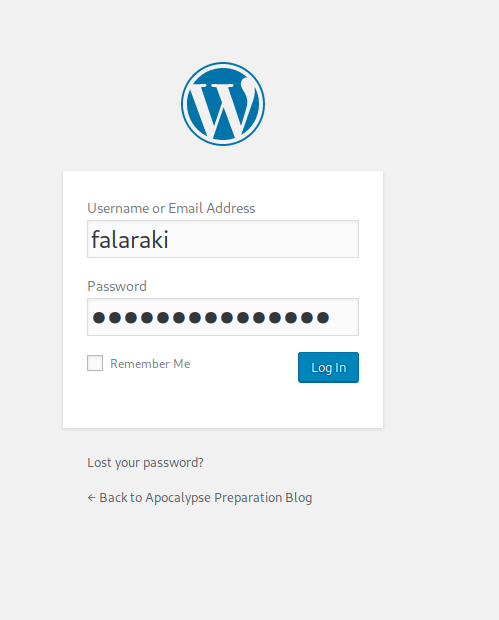 Username or Email Address
falaraki
Password
●●●●●●●●●●●●●●●
Remember Me
Log In
Lost your password?
← Back to Apocalypse Preparation Blog